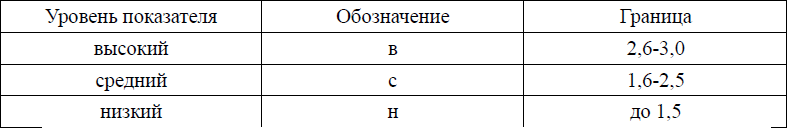 Уровень показателя Обозначение Граница
высокий в 2,6-3,0
средний с 1,6-2,5
низкий н до 1,5